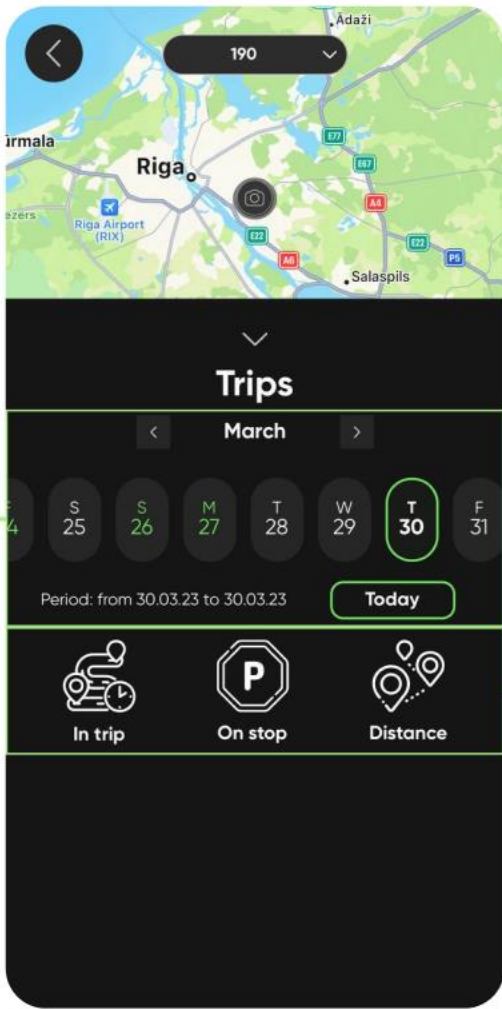 Ādaži
190
E77
ūrmala
E67
Riga
A4
ezers
Riga Airport
(RIX)
E22
E22
A6
P5
Salaspils
Trips
March
S
S
M
T
W
T
F
4
25
26
27
28
29
30
31
Period: from 30.03.23 to 30.03.23
Today
P
In trip
On stop
Distance